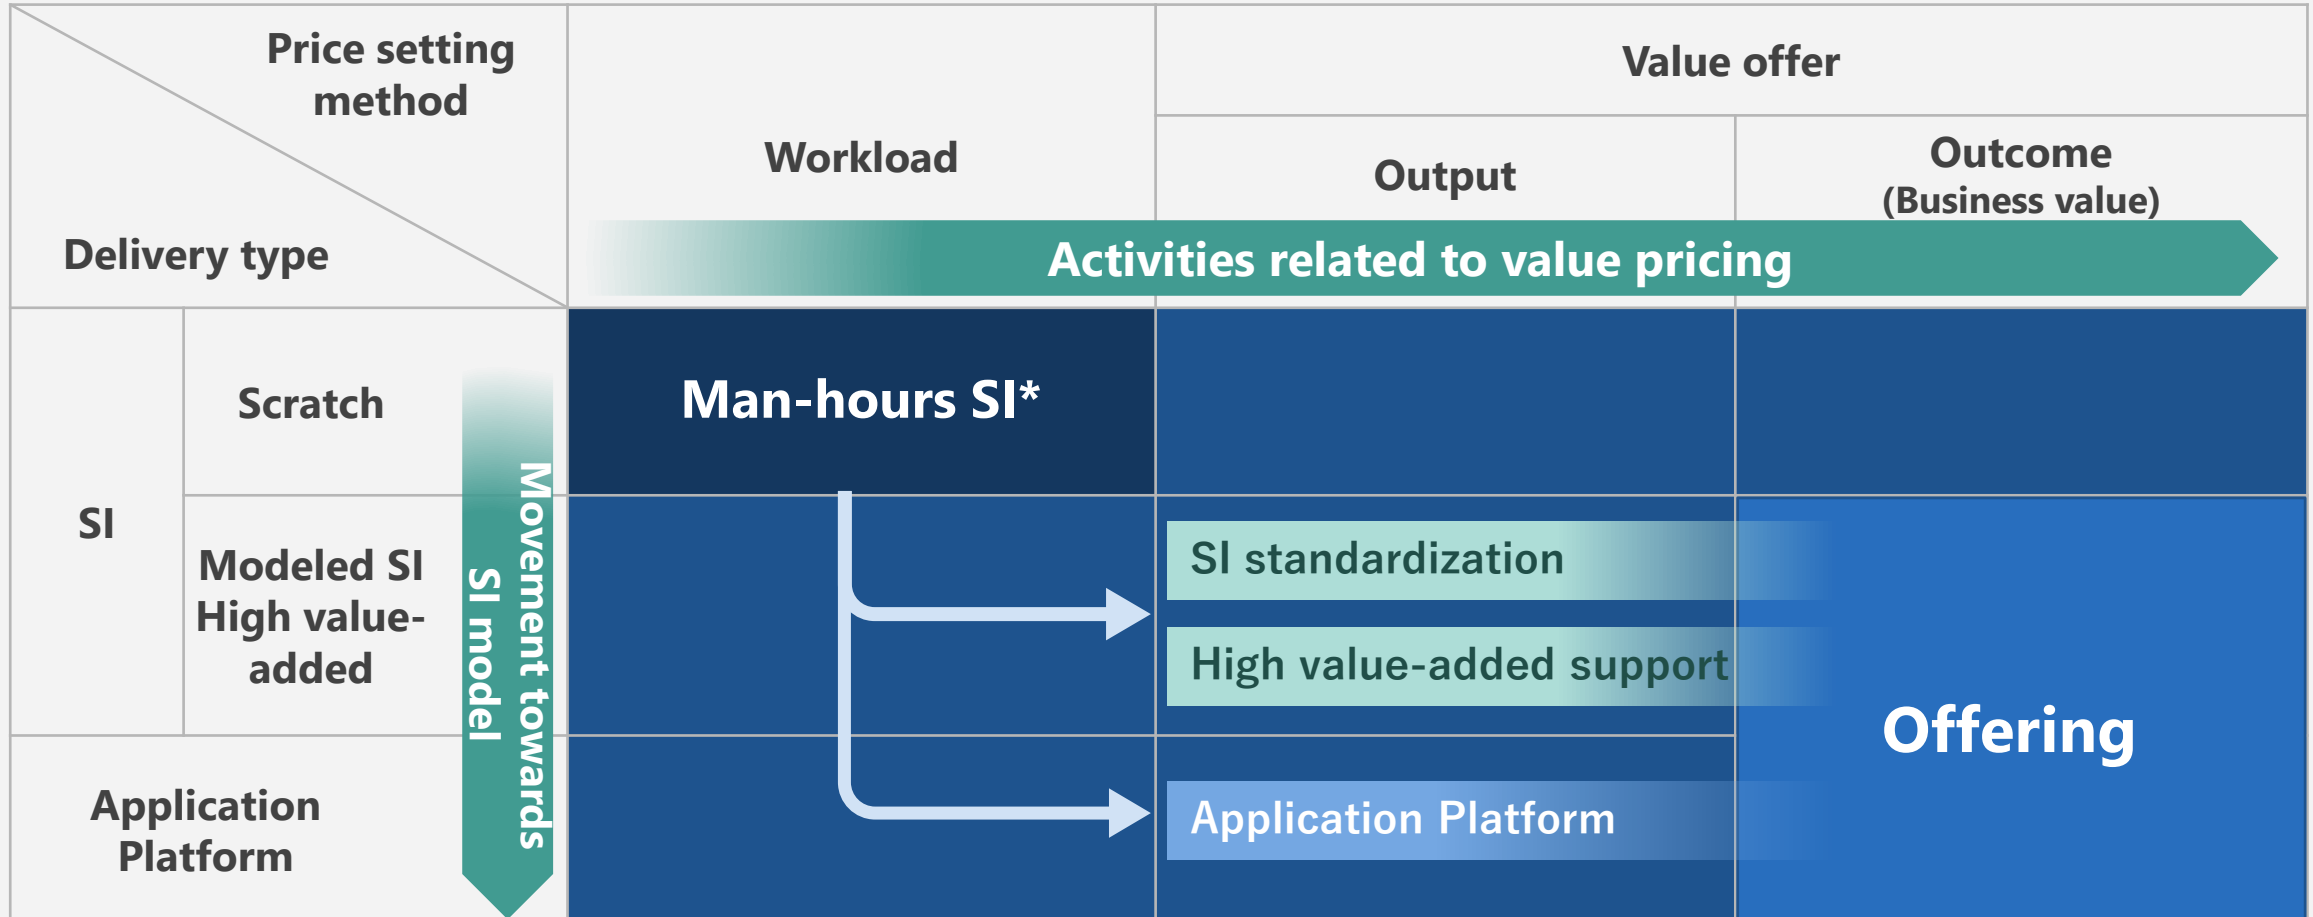 Price setting
method
Delivery type
Workload
Value offer
Output
Outcome
(Business value)
Activities related to value pricing
SI
Scratch
Modeled SI
High value-
added
Application
Platform
Movement towards
SI model
Man-hours SI*
SI standardization
High value-added support
Application Platform
Offering